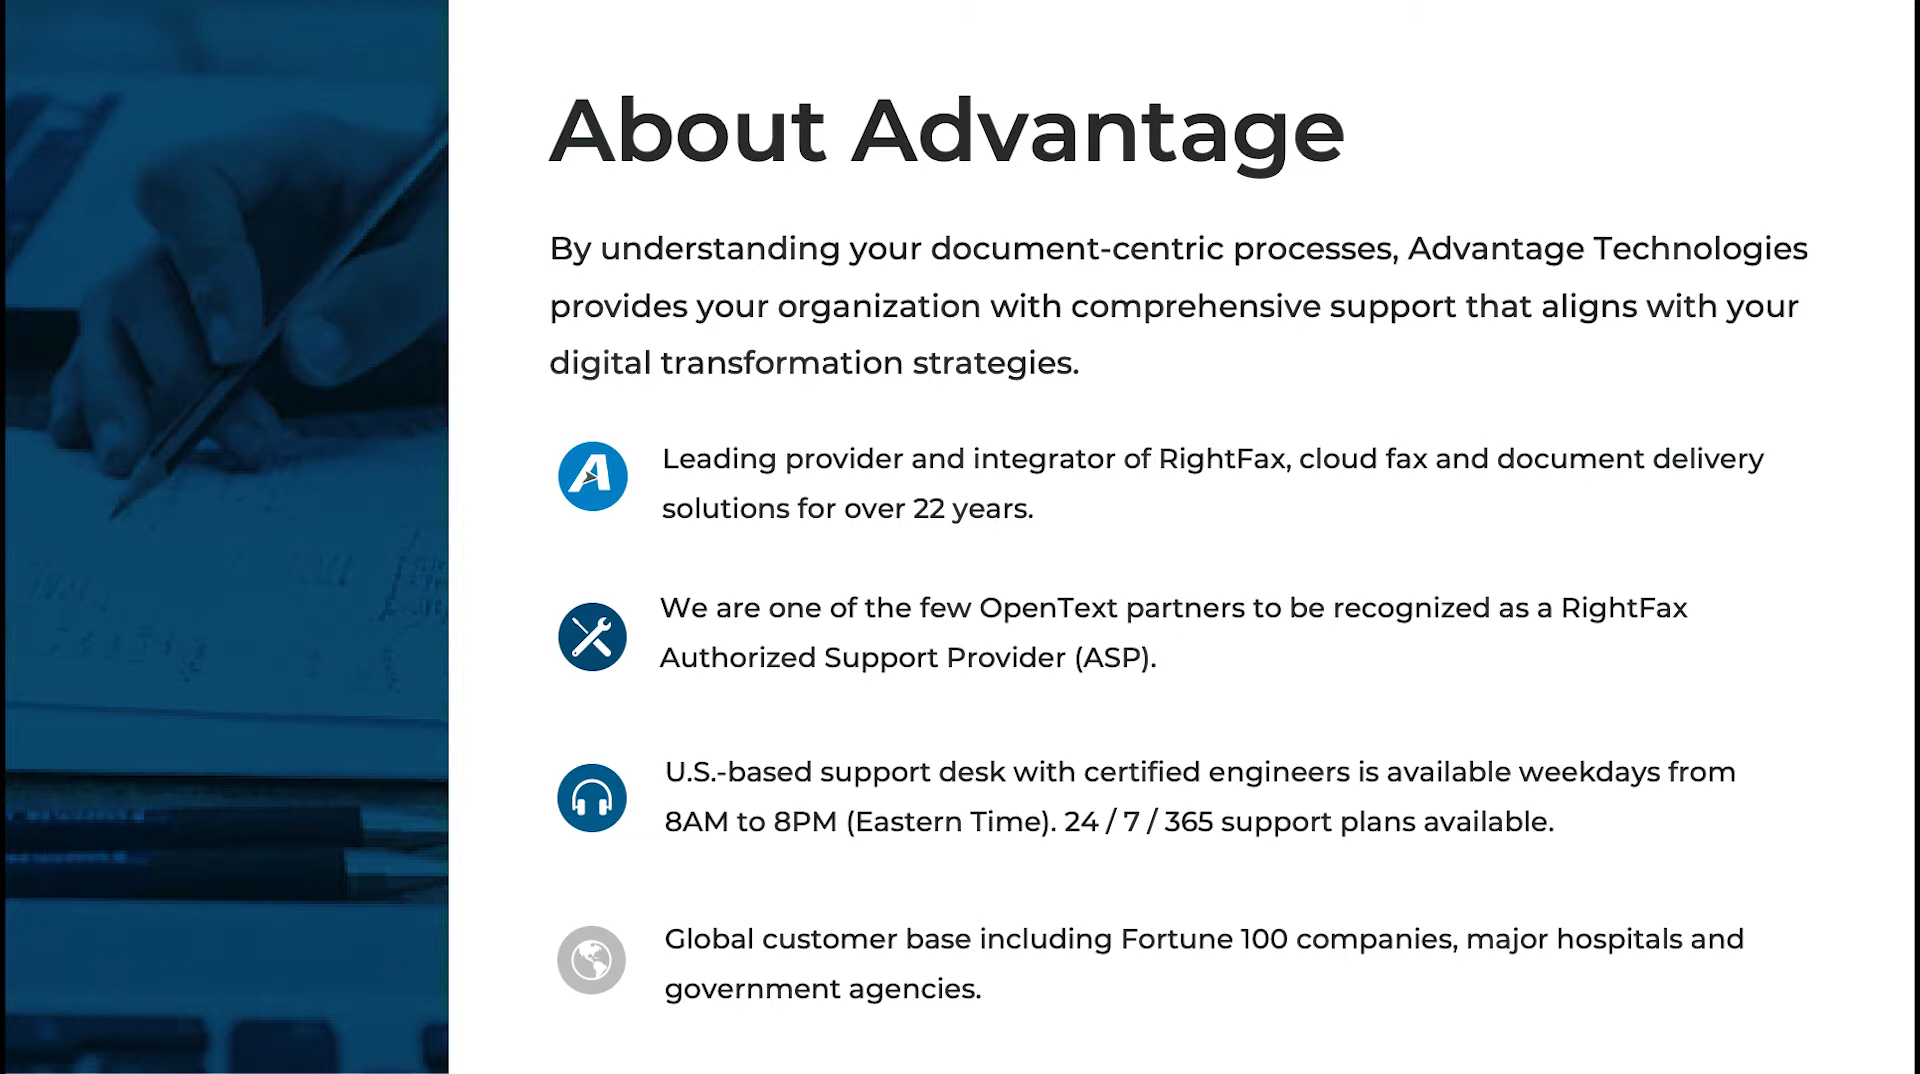 About Advantage
By understanding your document-centric processes, Advantage Technologies
provides your organization with comprehensive support that aligns with your
digital transformation strategies.
Leading provider and integrator of RightFax, cloud fax and document delivery
solutions for over 22 years.
We are one of the few OpenText partners to be recognized as a RightFax
Authorized Support Provider (ASP).
U.S.-based support desk with certified engineers is available weekdays from
8AM to 8PM (Eastern Time). 24 / 7 / 365 support plans available.
Global customer base including Fortune 100 companies, major hospitals and
government agencies.